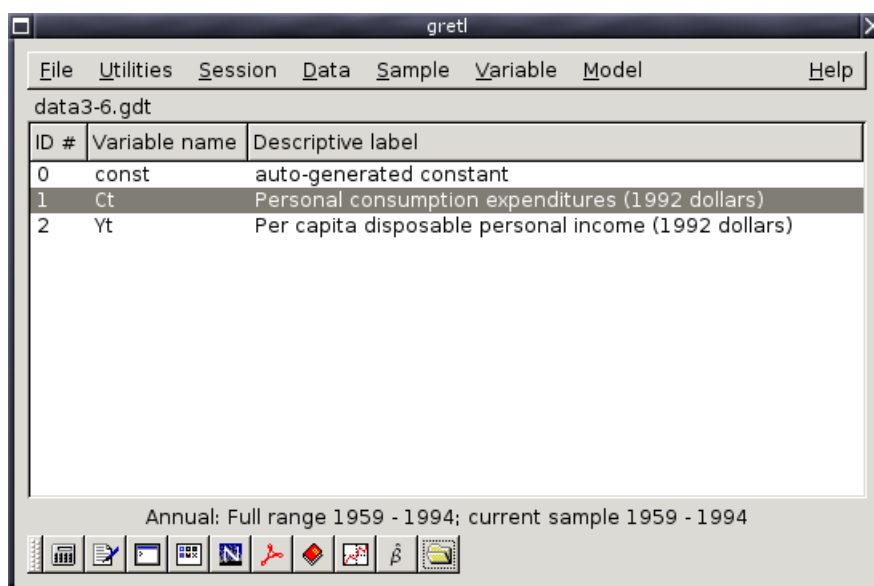 gretl
File Utilities Session Data Sample Variable Model Help
data3-6.gdt
ID # Variable name Descriptive label
0 const auto-generated constant
1 Ct Personal consumption expenditures (1992 dollars)
2 Yt Per capita disposable personal income (1992 dollars)
Annual: Full range 1959 - 1994; current sample 1959 - 1994
β̂